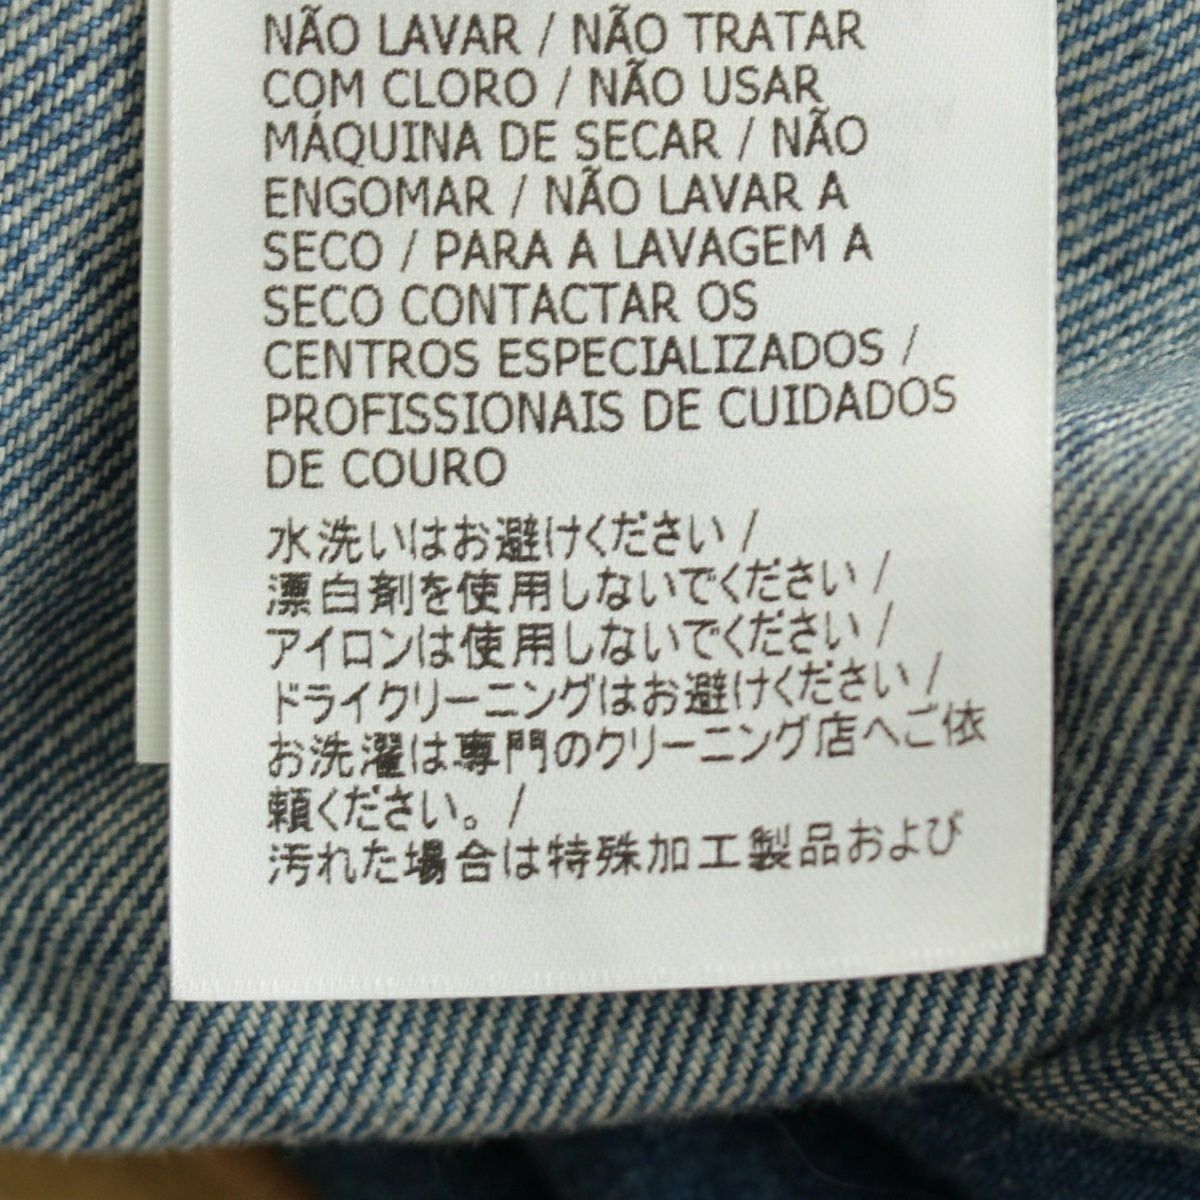 NÃO LAVAR / NÃO TRATAR
COM CLORO / NÃO USAR
MÁQUINA DE SECAR / NÃO
ENGOMAR / NÃO LAVAR A
SECO / PARA A LAVAGEM A
SECO CONTACTAR OS
CENTROS ESPECIALIZADOS /
PROFISSIONAIS DE CUIDADOS
DE COURO
水洗いはお避けください /
漂白剤を使用しないでください /
アイロンは使用しないでください /
ドライクリーニングはお避けください /
お洗濯は専門のクリーニング店へご依
頼ください。 /
汚れた場合は特殊加工製品および